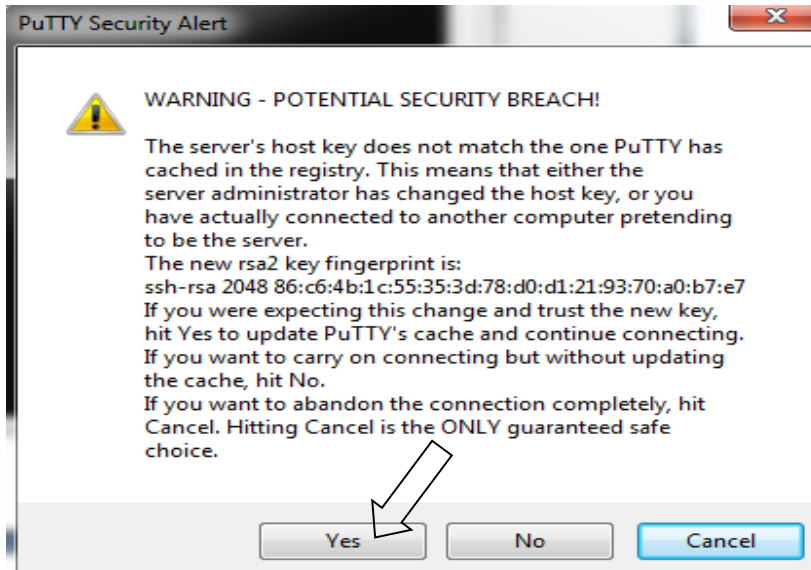 PuTTY Security Alert
WARNING - POTENTIAL SECURITY BREACH!
The server's host key does not match the one PuTTY has
cached in the registry. This means that either the
server administrator has changed the host key, or you
have actually connected to another computer pretending
to be the server.
The new rsa2 key fingerprint is:
ssh-rsa 2048 86:c6:4b:1c:55:35:3d:78:d0:d1:21:93:70:a0:b7:e7
If you were expecting this change and trust the new key,
hit Yes to update PuTTY's cache and continue connecting.
If you want to carry on connecting but without updating
the cache, hit No.
If you want to abandon the connection completely, hit
Cancel. Hitting Cancel is the ONLY guaranteed safe
choice.
Yes No Cancel